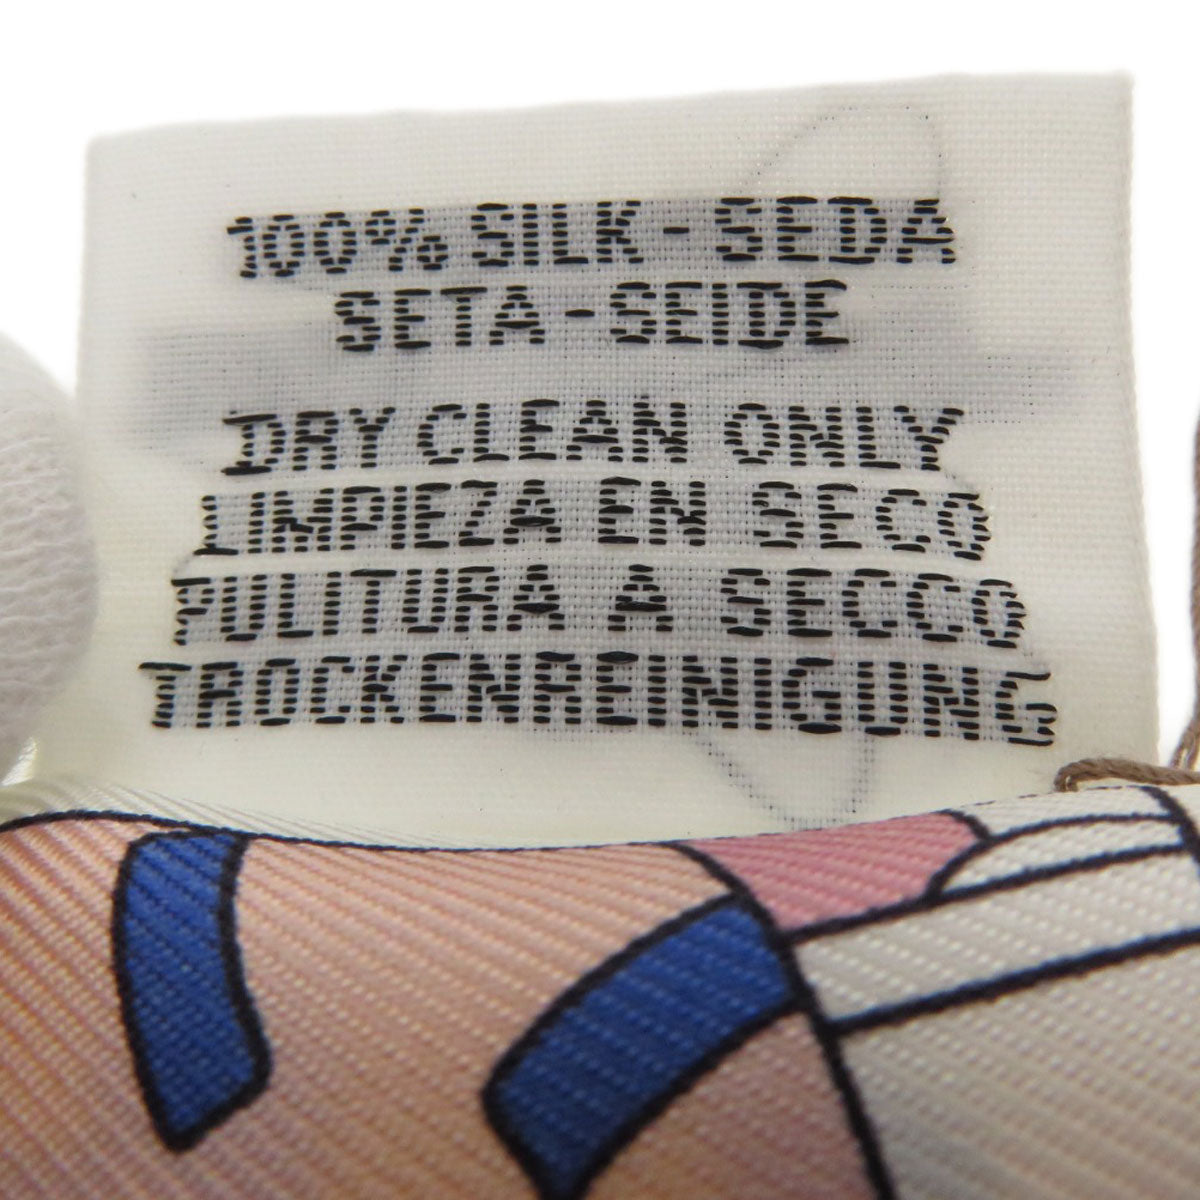 100% SILK - SEDA
SETA - SEIDE
DRY CLEAN ONLY
LIMPIEZA EN SECO
PULITURA A SECCO
TROCKENREINIGUNG